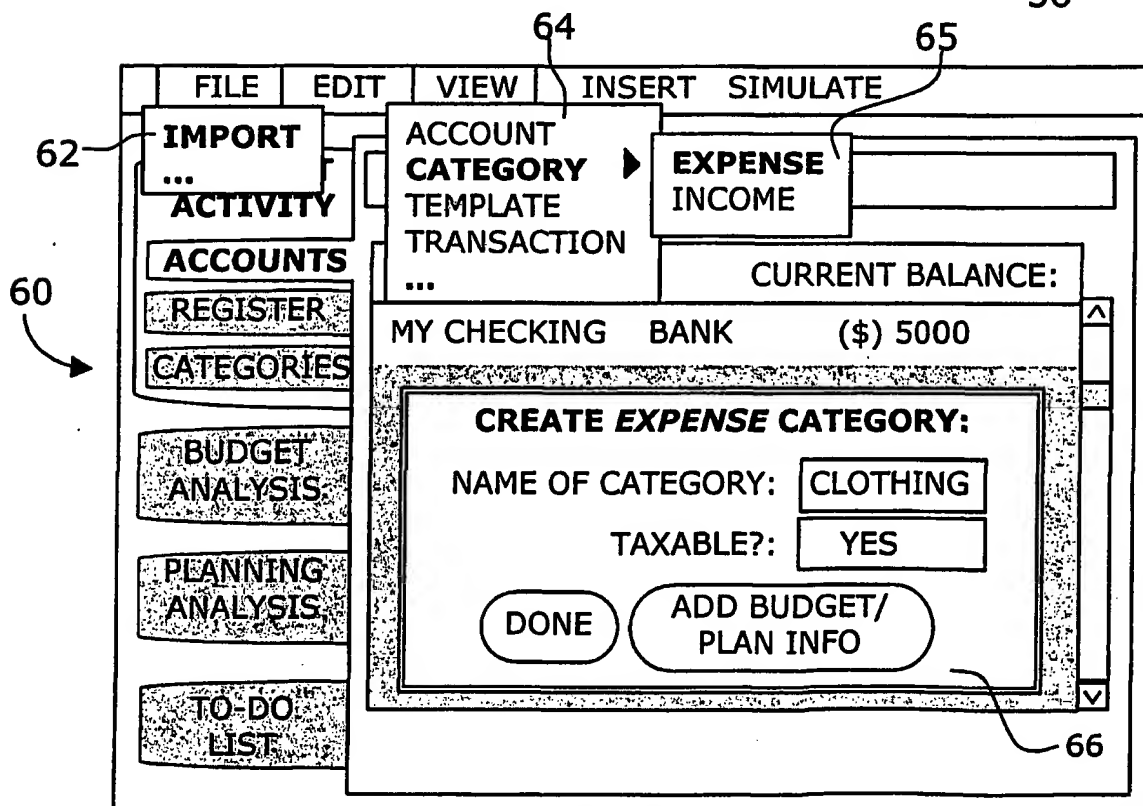 64
65
FILE EDIT VIEW INSERT SIMULATE
62
IMPORT
...
ACCOUNT
CATEGORY
TEMPLATE
TRANSACTION
...
EXPENSE
INCOME
ACTIVITY
ACCOUNTS
REGISTER
CATEGORIES
60
BUDGET
ANALYSIS
PLANNING
ANALYSIS
TO-DO
LIST
CURRENT BALANCE:
MY CHECKING BANK ($) 5000
CREATE EXPENSE CATEGORY:
NAME OF CATEGORY: CLOTHING
TAXABLE?: YES
DONE
ADD BUDGET/
PLAN INFO
66